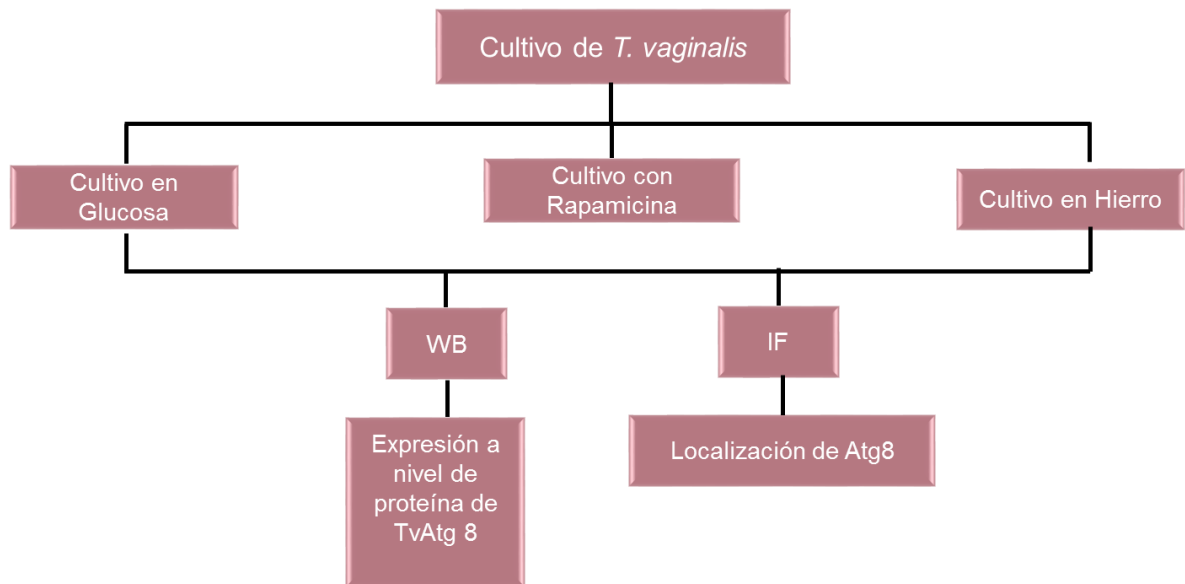 Cultivo de T. vaginalis
Cultivo en
Glucosa
Cultivo con
Rapamicina
Cultivo en Hierro
WB
IF
Expresión a
nivel de
proteína de
TvAtg 8
Localización de Atg8